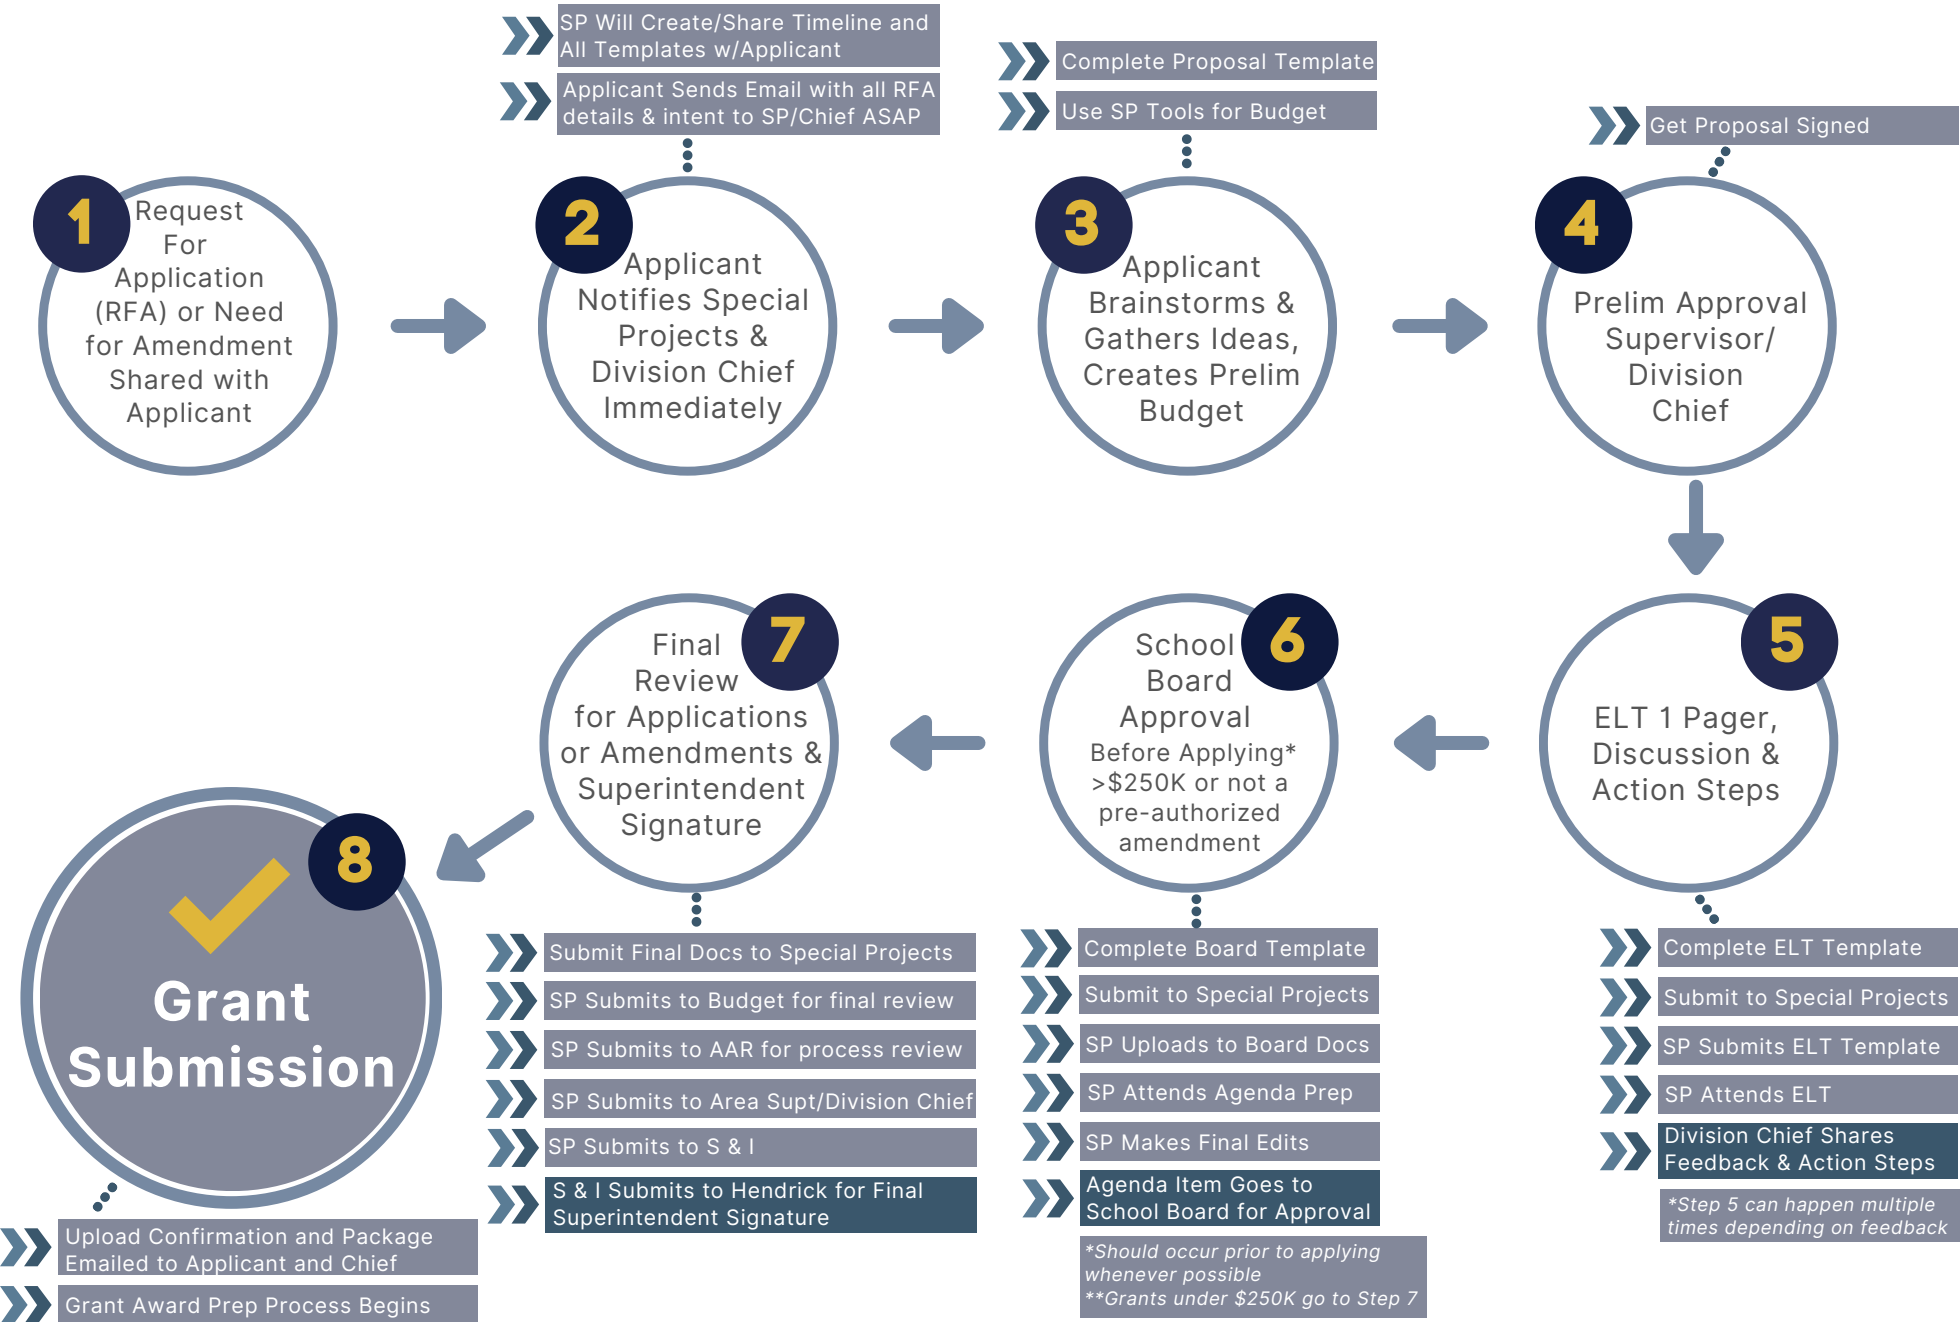 1
Request
For
Application
(RFA) or Need
for Amendment
Shared with
Applicant
SP Will Create/Share Timeline and
All Templates w/Applicant
Applicant Sends Email with all RFA
details & intent to SP/Chief ASAP
2
Applicant
Notifies Special
Projects &
Division Chief
Immediately
Complete Proposal Template
Use SP Tools for Budget
3
Applicant
Brainstorms &
Gathers Ideas,
Creates Prelim
Budget
Get Proposal Signed
4
Prelim Approval
Supervisor/
Division
Chief
5
ELT 1 Pager,
Discussion &
Action Steps
Complete ELT Template
Submit to Special Projects
SP Submits ELT Template
SP Attends ELT
Division Chief Shares
Feedback & Action Steps
*Step 5 can happen multiple
times depending on feedback
6
School
Board
Approval
Before Applying*
>$250K or not a
pre-authorized
amendment
Complete Board Template
Submit to Special Projects
SP Uploads to Board Docs
SP Attends Agenda Prep
SP Makes Final Edits
Agenda Item Goes to
School Board for Approval
*Should occur prior to applying
whenever possible
**Grants under $250K go to Step 7
7
Final
Review
for Applications
or Amendments &
Superintendent
Signature
Submit Final Docs to Special Projects
SP Submits to Budget for final review
SP Submits to AAR for process review
SP Submits to Area Supt/Division Chief
SP Submits to S & I
S & I Submits to Hendrick for Final
Superintendent Signature
8
Grant
Submission
Upload Confirmation and Package
Emailed to Applicant and Chief
Grant Award Prep Process Begins